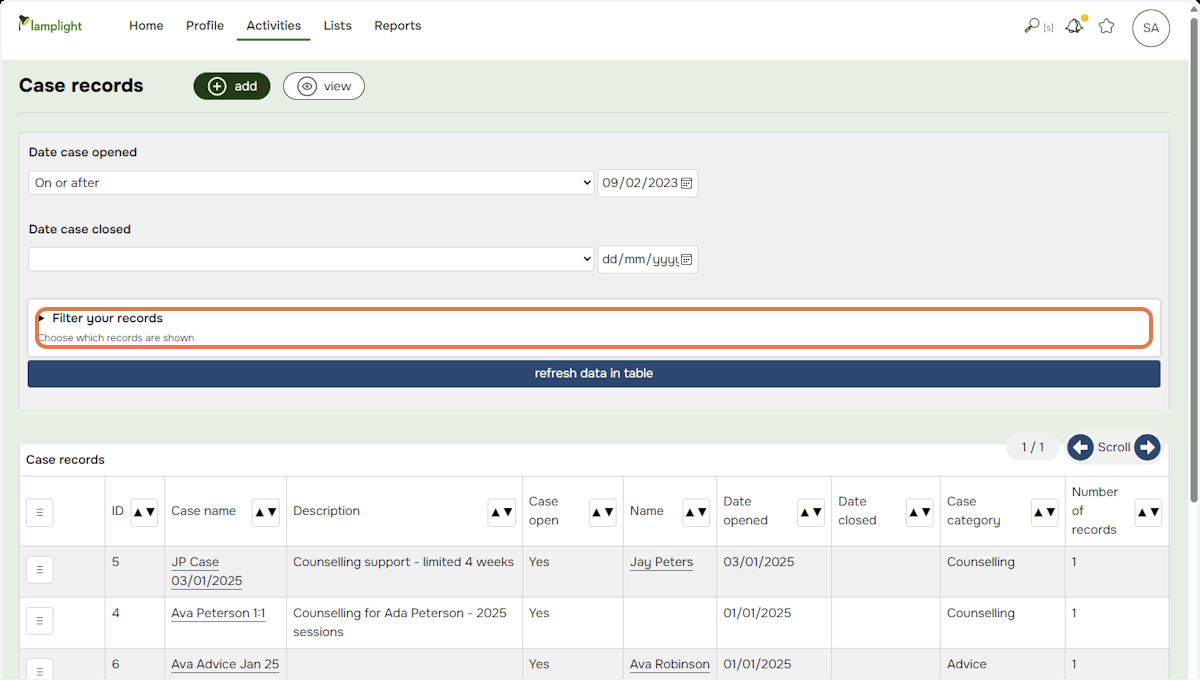 lamplight
Home Profile Activities Lists Reports
[s]
SA
Case records
add
view
Date case opened
On or after
09/02/2023
Date case closed
dd/mm/yyyy
Filter your records
Choose which records are shown
refresh data in table
1 / 1
Scroll
Case records
ID Case name Description Case open Name Date opened Date closed Case category Number of records
5 JP Case 03/01/2025 Counselling support - limited 4 weeks Yes Jay Peters 03/01/2025 Counselling 1
4 Ava Peterson 1:1 Counselling for Ada Peterson - 2025 sessions Yes 01/01/2025 Counselling 1
6 Ava Advice Jan 25 Yes Ava Robinson 01/01/2025 Advice 1